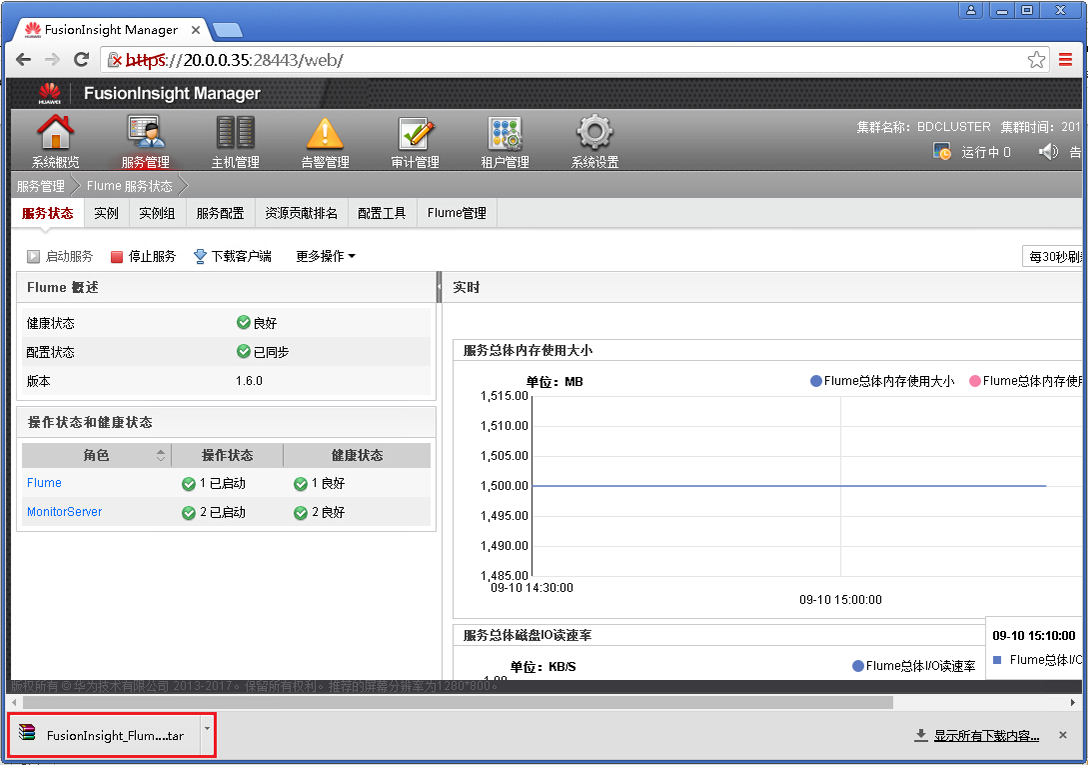 FusionInsight Manager
https://20.0.0.35:28443/web/
HUAWEI
FusionInsight Manager
集群名称: BDCLUSTER 集群时间: 201
运行中 0
告
系统概览 服务管理 主机管理 告警管理 审计管理 租户管理 系统设置
服务管理 Flume 服务状态
服务状态 实例 实例组 服务配置 资源贡献排名 配置工具 Flume管理
启动服务 停止服务 下载客户端 更多操作
每30秒刷
Flume 概述
健康状态 良好
配置状态 已同步
版本 1.6.0
操作状态和健康状态
角色 操作状态 健康状态
Flume 1 已启动 1 良好
MonitorServer 2 已启动 2 良好
实时
服务总体内存使用大小
单位: MB
Flume总体内存使用大小 Flume总体内存使用
1,515.00
1,510.00
1,505.00
1,500.00
1,495.00
1,490.00
1,485.00
09-10 14:30:00
09-10 15:00:00
服务总体磁盘IO读速率
单位: KB/S
Flume总体I/O读速率
1.00
09-10 15:10:00
Flume总体I/O
版权所有 © 华为技术有限公司 2013-2017。保留所有权利。推荐的屏幕分辨率为1280*800。
FusionInsight_Flum....tar
显示所有下载内容...